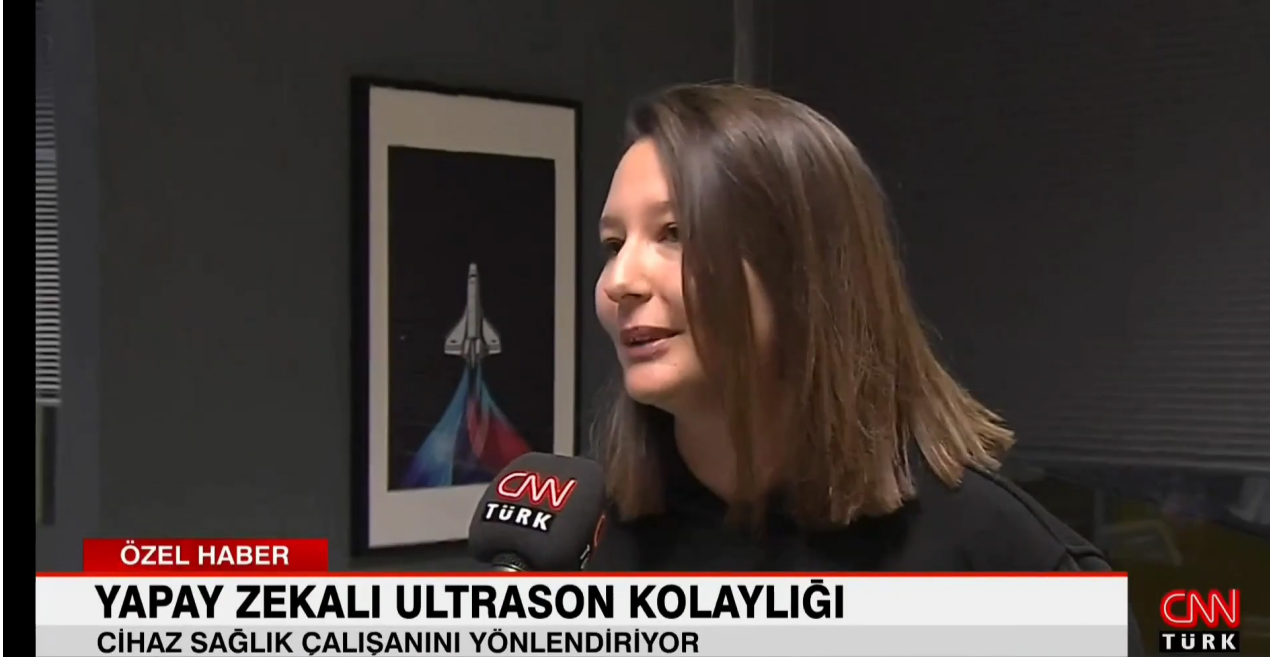 CNN
TÜRK
ÖZEL HABER
YAPAY ZEKALI ULTRASON KOLAYLIĞI
CİHAZ SAĞLIK ÇALIŞANINI YÖNLENDİRİYOR
CNN
TÜRK